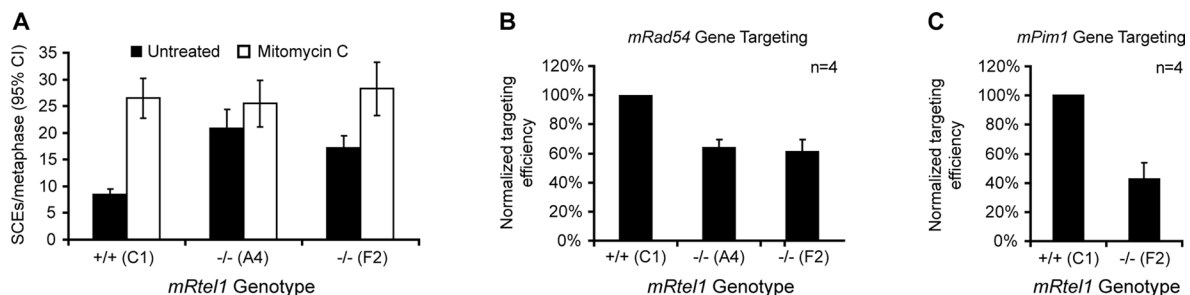 A
Untreated
Mitomycin C
SCEs/metaphase (95% CI)
35
30
25
20
15
10
5
0
+/+ (C1)
-/- (A4)
-/- (F2)
mRtel1 Genotype
B
mRad54 Gene Targeting
n=4
Normalized targeting
efficiency
120%
100%
80%
60%
40%
20%
0%
+/+ (C1)
-/- (A4)
-/- (F2)
mRtel1 Genotype
C
mPim1 Gene Targeting
n=4
Normalized targeting
efficiency
120%
100%
80%
60%
40%
20%
0%
+/+ (C1)
-/- (F2)
mRtel1 Genotype